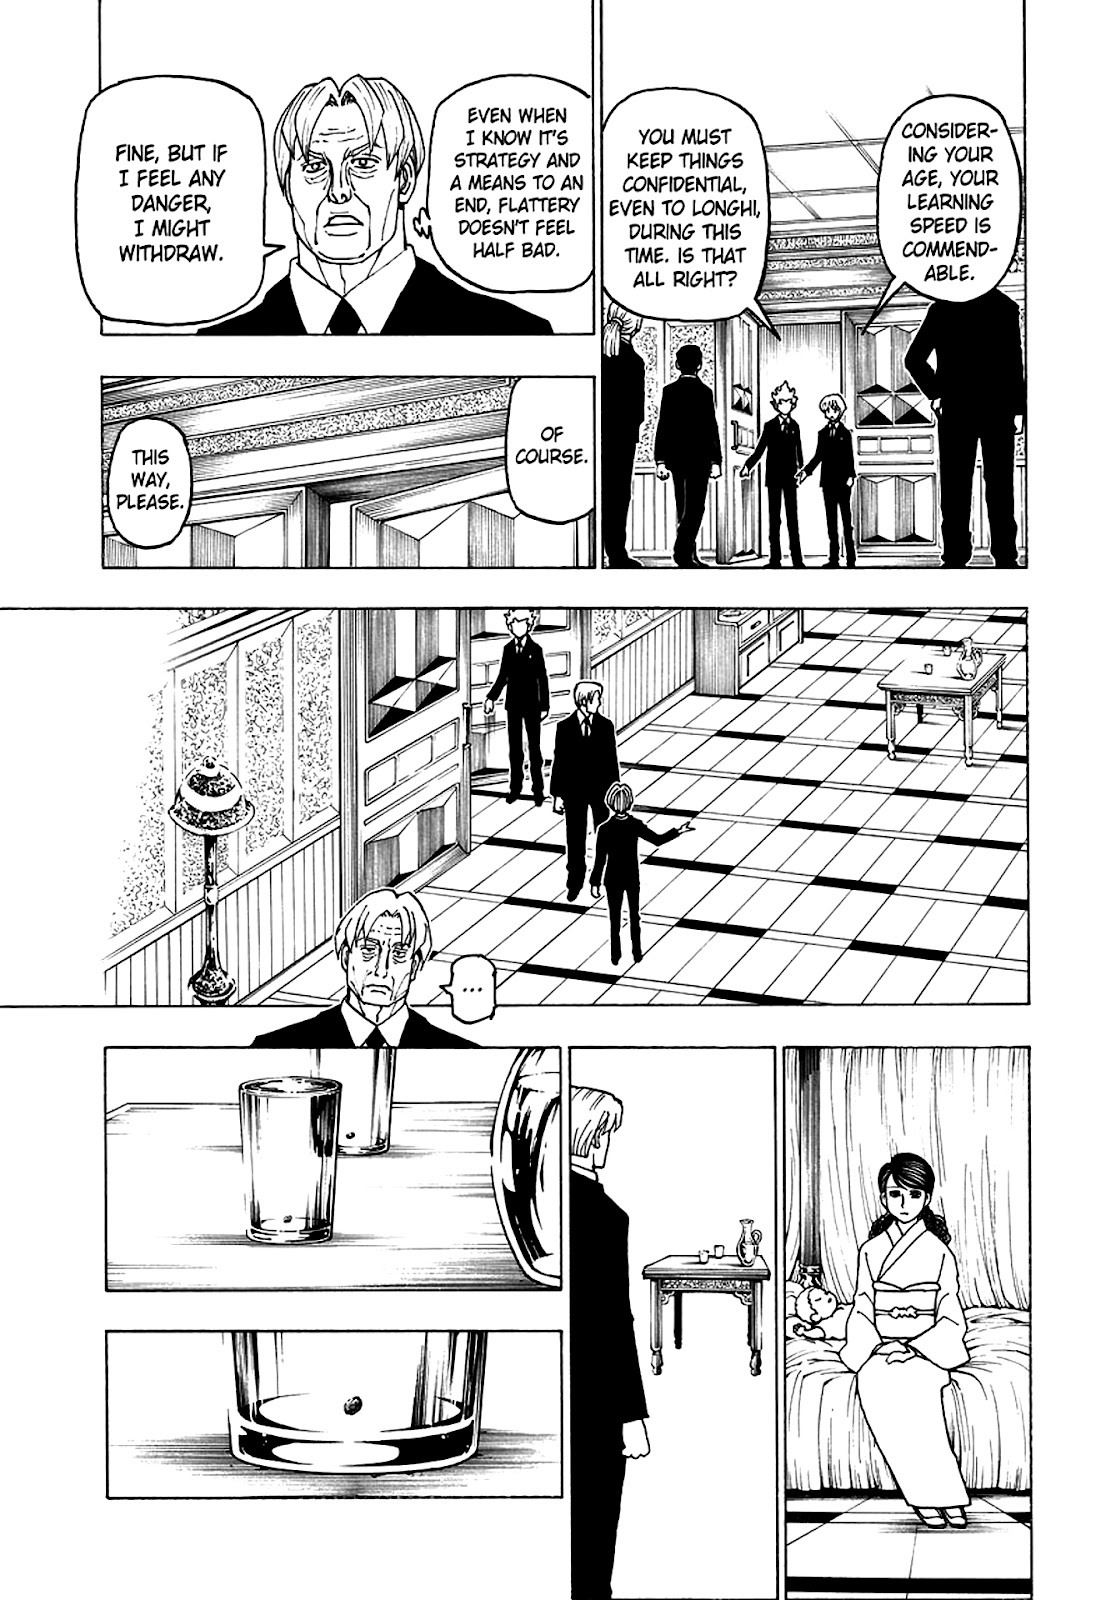 CONSIDER-
ING YOUR
AGE, YOUR
LEARNING
SPEED IS
COMMEND-
ABLE.
YOU MUST
KEEP THINGS
CONFIDENTIAL,
EVEN TO LONGHI,
DURING THIS
TIME. IS THAT
ALL RIGHT?
EVEN WHEN
I KNOW IT'S
STRATEGY AND
A MEANS TO AN
END, FLATTERY
DOESN'T FEEL
HALF BAD.
FINE, BUT IF
I FEEL ANY
DANGER,
I MIGHT
WITHDRAW.
OF
COURSE.
THIS
WAY,
PLEASE.
...